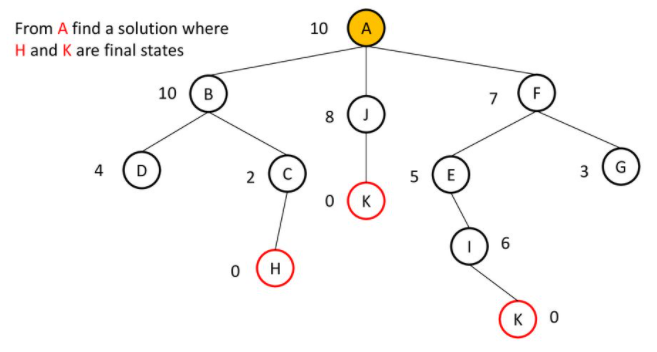 From A find a solution where
H and K are final states
10 A
10 B
8 J
7 F
4 D
2 C
0 K
5 E
3 G
0 H
I 6
K 0